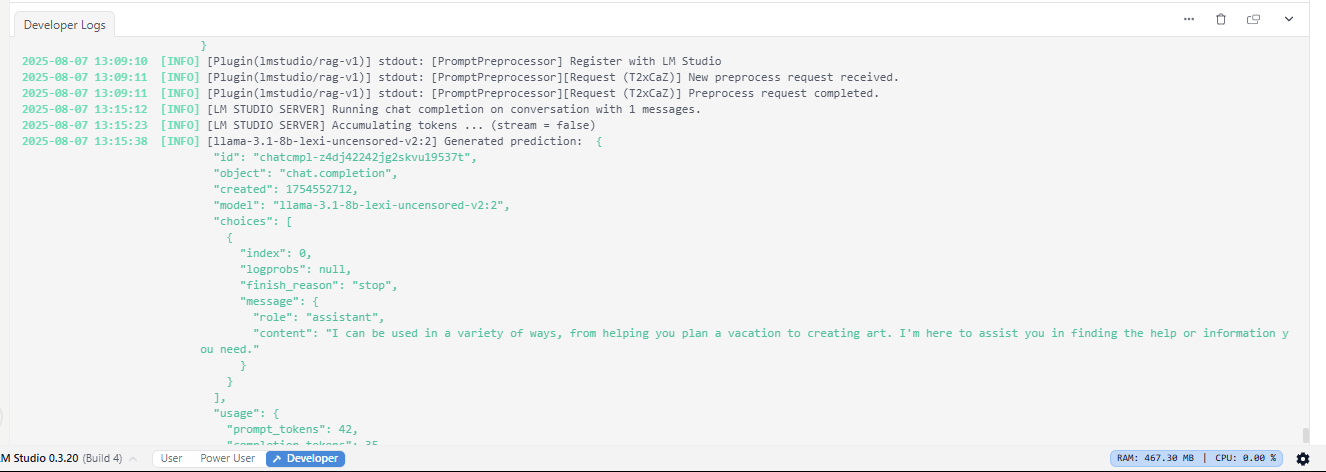 Developer Logs
}
2025-08-07 13:09:10 [INFO] [Plugin(lmstudio/rag-v1)] stdout: [PromptPreprocessor] Register with LM Studio
2025-08-07 13:09:11 [INFO] [Plugin(lmstudio/rag-v1)] stdout: [PromptPreprocessor][Request (T2xCaZ)] New preprocess request received.
2025-08-07 13:09:11 [INFO] [Plugin(lmstudio/rag-v1)] stdout: [PromptPreprocessor][Request (T2xCaZ)] Preprocess request completed.
2025-08-07 13:15:12 [INFO] [LM STUDIO SERVER] Running chat completion on conversation with 1 messages.
2025-08-07 13:15:23 [INFO] [LM STUDIO SERVER] Accumulating tokens ... (stream = false)
2025-08-07 13:15:38 [INFO] [llama-3.1-8b-lexi-uncensored-v2:2] Generated prediction: {
"id": "chatcmpl-z4dj42242jg2skvu19537t",
"object": "chat.completion",
"created": 1754552712,
"model": "llama-3.1-8b-lexi-uncensored-v2:2",
"choices": [
{
"index": 0,
"logprobs": null,
"finish_reason": "stop",
"message": {
"role": "assistant",
"content": "I can be used in a variety of ways, from helping you plan a vacation to creating art. I'm here to assist you in finding the help or information y
ou need."
}
}
],
"usage": {
"prompt_tokens": 42,
"completion_tokens": 35
LM Studio 0.3.20 (Build 4) User Power User Developer RAM: 467.30 MB | CPU: 0.00 %